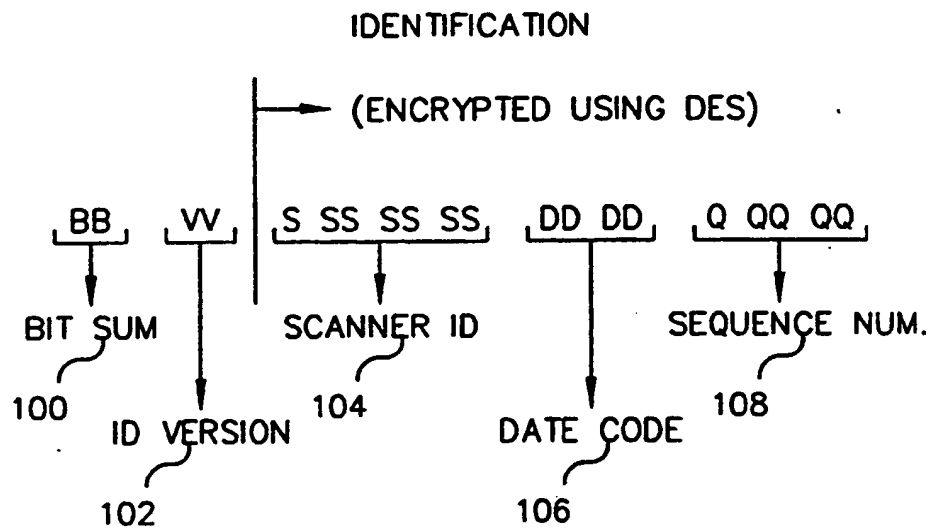 IDENTIFICATION
(ENCRYPTED USING DES)
BB VV S SS SS SS DD DD Q QQ QQ
BIT SUM SCANNER ID SEQUENCE NUM.
100 104 108
ID VERSION DATE CODE
102 106